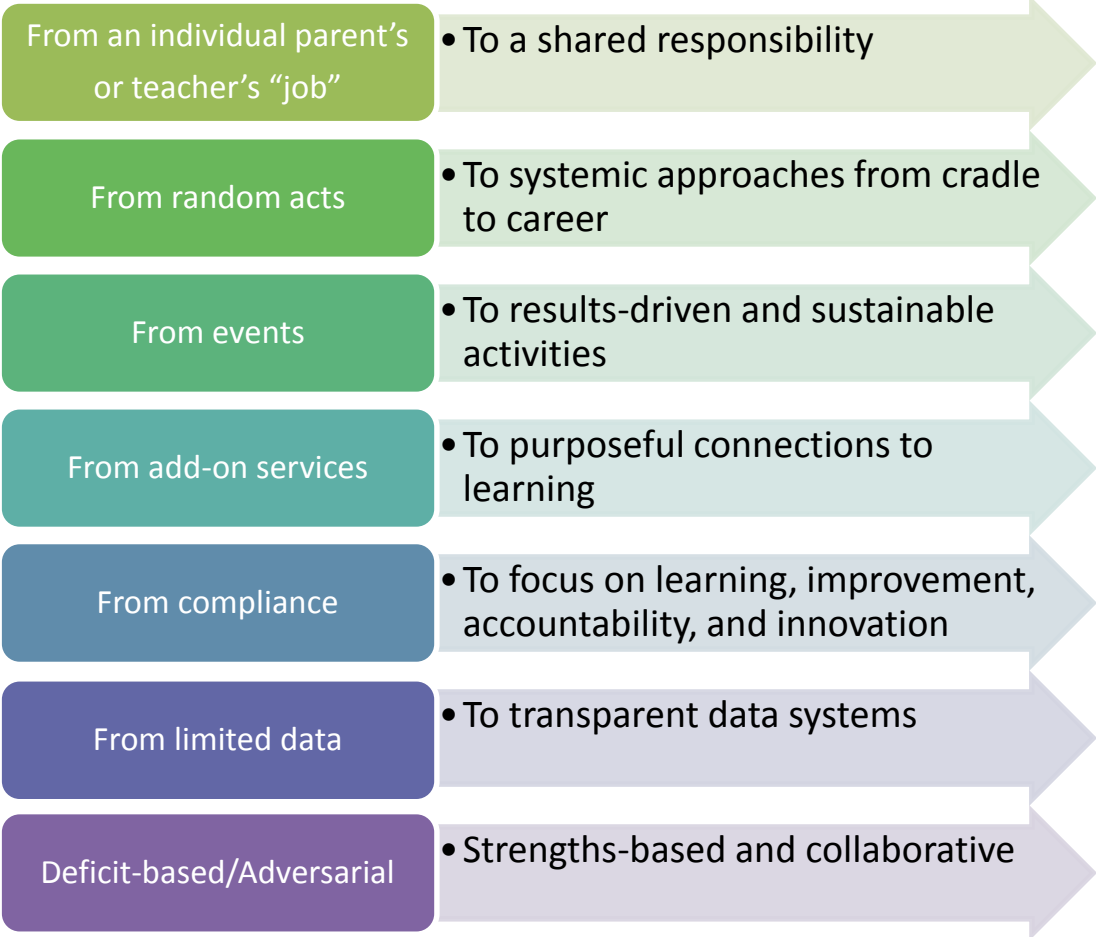 From an individual parent’s
or teacher’s “job”
• To a shared responsibility
From random acts
• To systemic approaches from cradle
to career
From events
• To results-driven and sustainable
activities
From add-on services
• To purposeful connections to
learning
From compliance
• To focus on learning, improvement,
accountability, and innovation
From limited data
• To transparent data systems
Deficit-based/Adversarial
• Strengths-based and collaborative